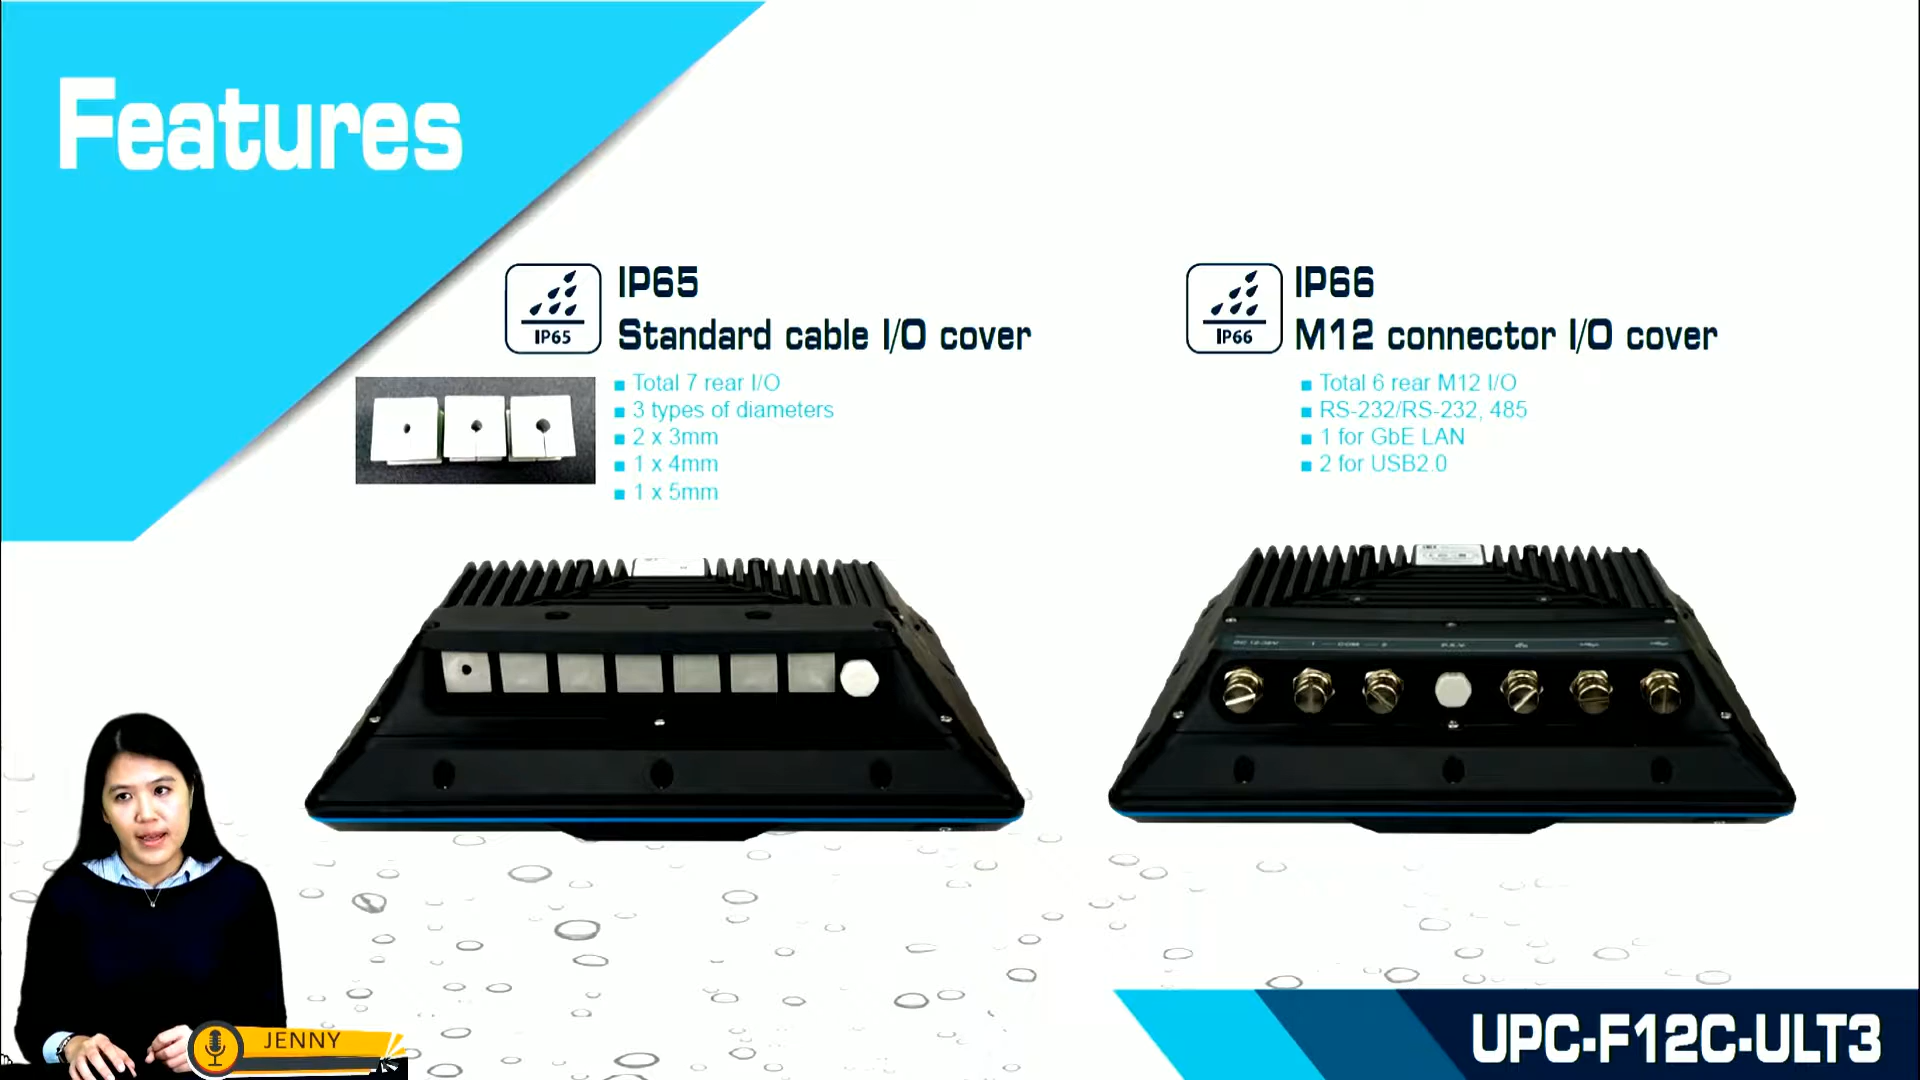 Features
IP65
IP65
Standard cable I/O cover
Total 7 rear I/O
3 types of diameters
2 x 3mm
1 x 4mm
1 x 5mm
IP66
IP66
M12 connector I/O cover
Total 6 rear M12 I/O
RS-232/RS-232, 485
1 for GbE LAN
2 for USB2.0
JENNY
UPC-F12C-ULT3